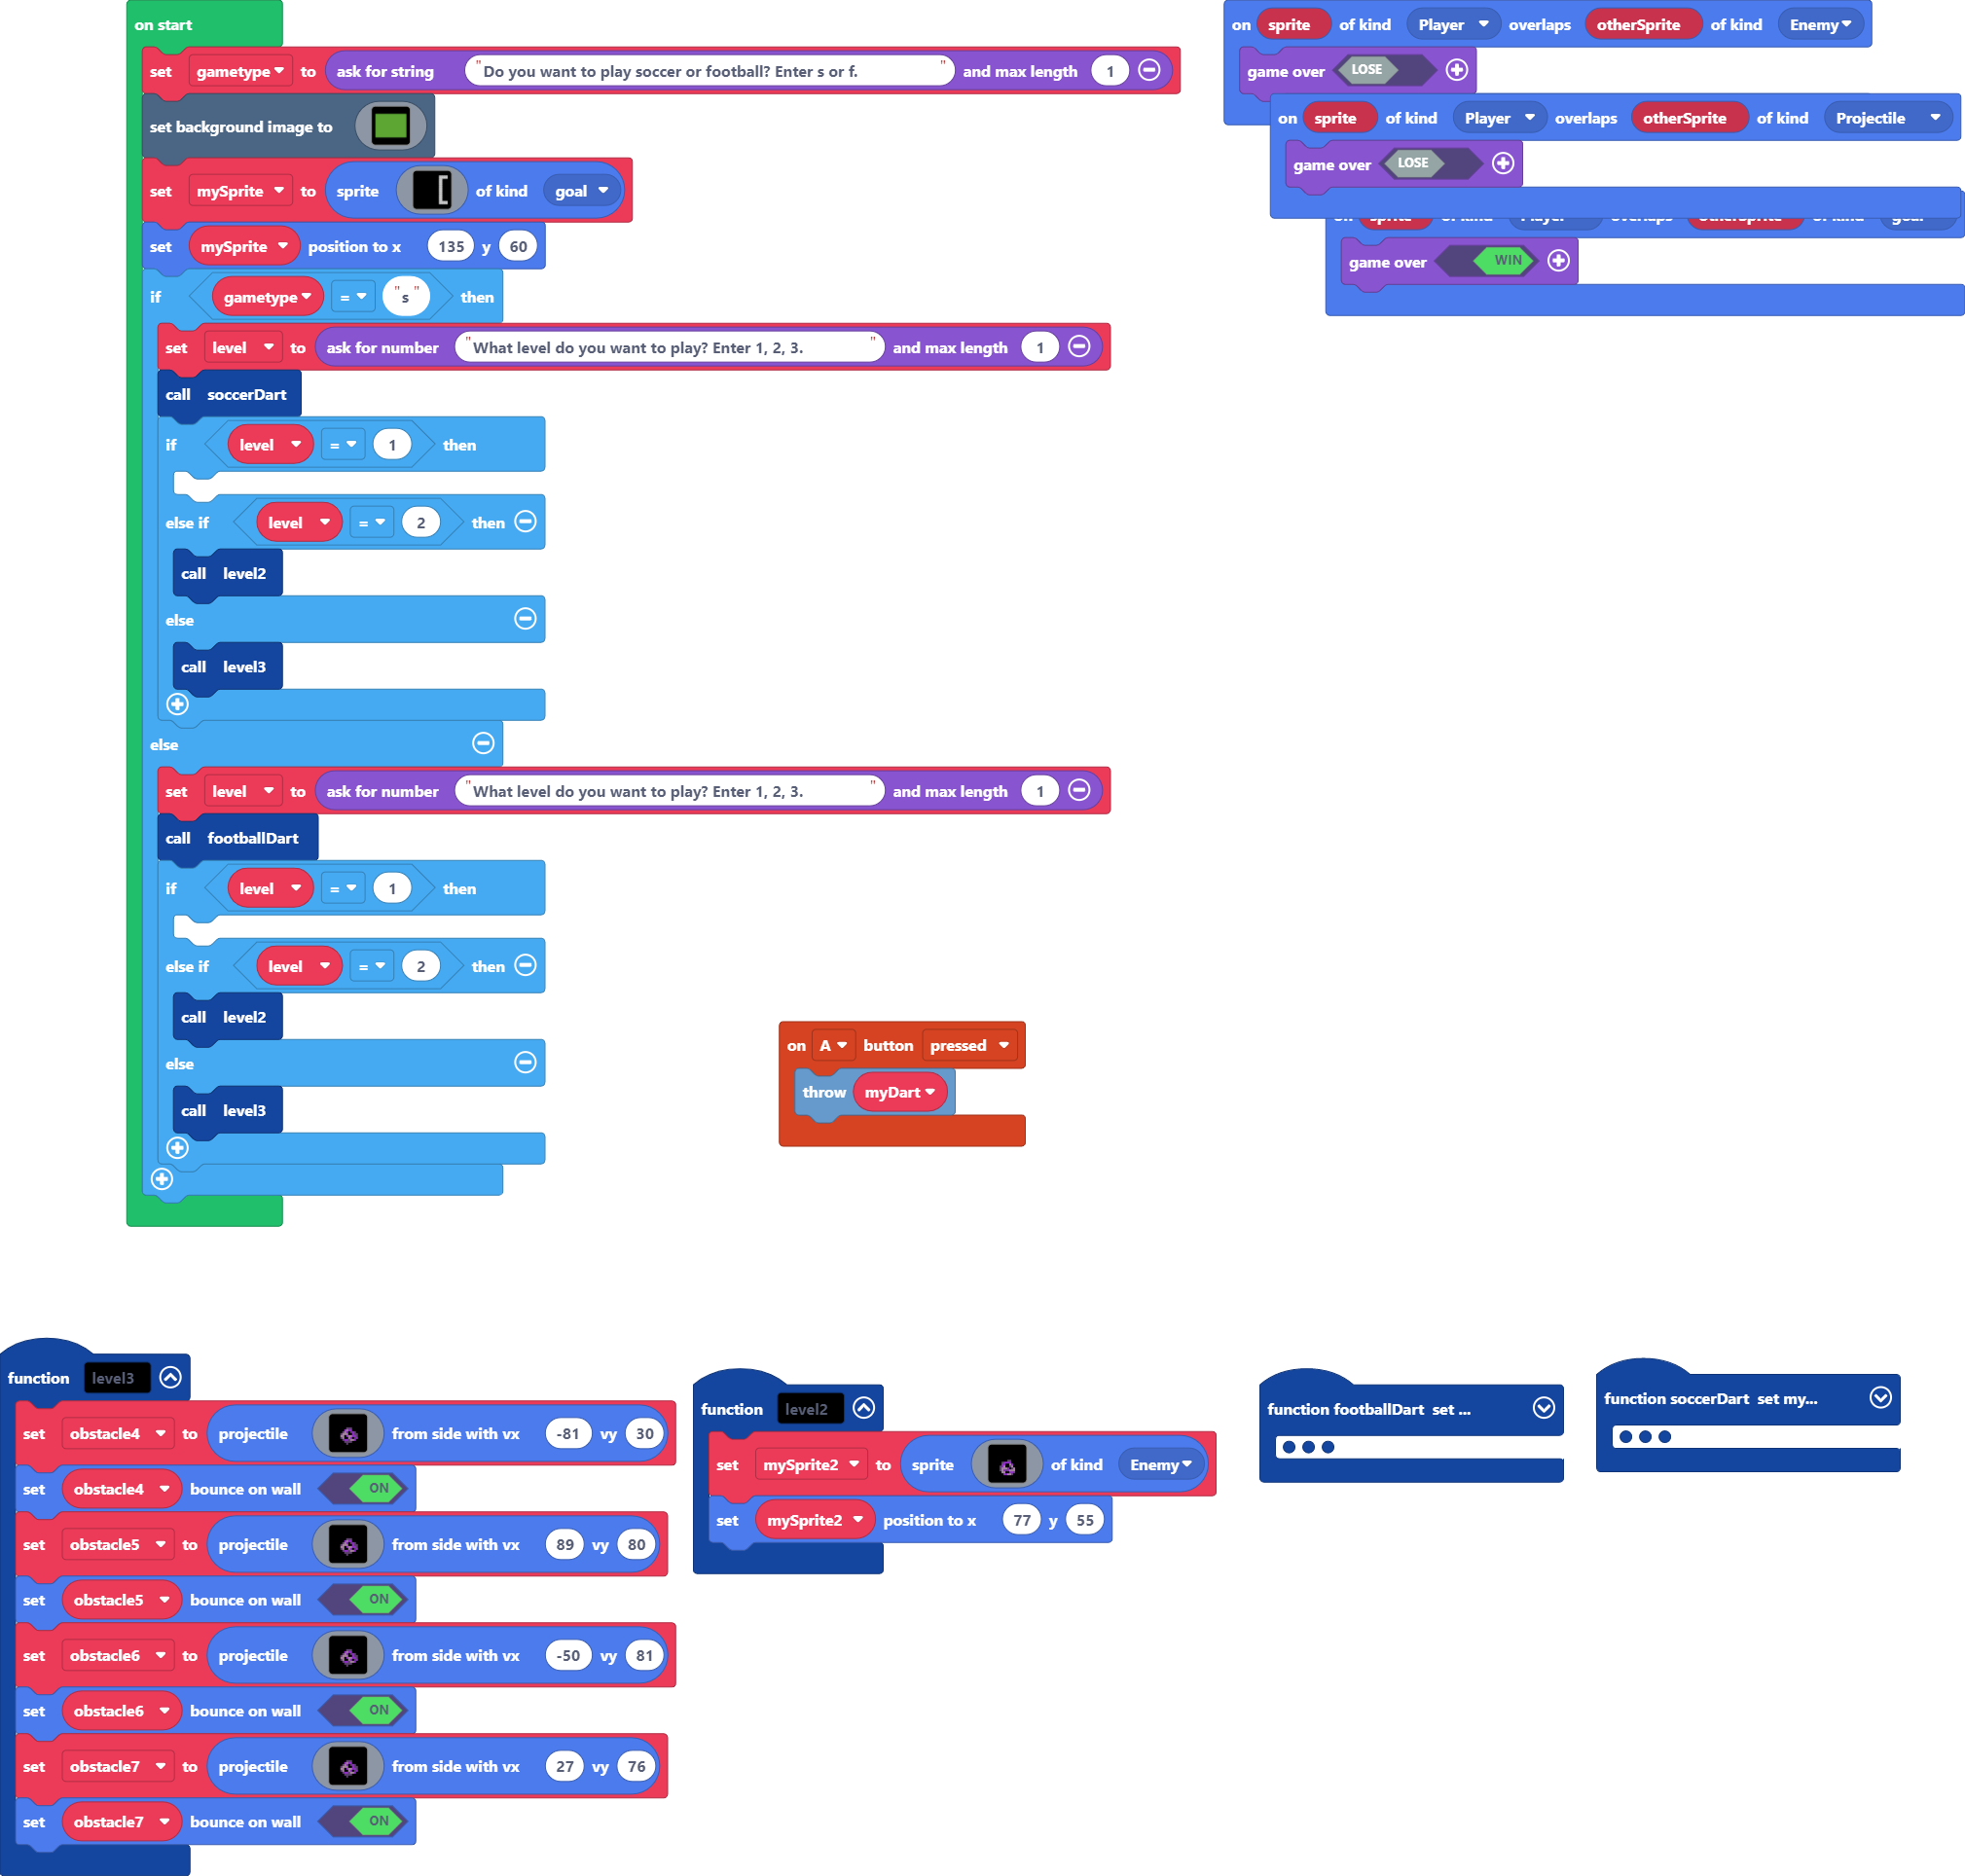 on start
set gametype to ask for string "Do you want to play soccer or football? Enter s or f." and max length 1
set background image to
set mySprite to sprite of kind goal
set mySprite position to x 135 y 60
if gametype = "s" then
set level to ask for number "What level do you want to play? Enter 1, 2, 3." and max length 1
call soccerDart
if level = 1 then
else if level = 2 then
call level2
else
call level3
else
set level to ask for number "What level do you want to play? Enter 1, 2, 3." and max length 1
call footballDart
if level = 1 then
else if level = 2 then
call level2
else
call level3
on sprite of kind Player overlaps otherSprite of kind Enemy
game over LOSE
on sprite of kind Player overlaps otherSprite of kind Projectile
game over LOSE
on sprite of kind Player overlaps otherSprite of kind goal
game over WIN
on A button pressed
throw myDart
function level3
set obstacle4 to projectile from side with vx -81 vy 30
set obstacle4 bounce on wall ON
set obstacle5 to projectile from side with vx 89 vy 80
set obstacle5 bounce on wall ON
set obstacle6 to projectile from side with vx -50 vy 81
set obstacle6 bounce on wall ON
set obstacle7 to projectile from side with vx 27 vy 76
set obstacle7 bounce on wall ON
function level2
set mySprite2 to sprite of kind Enemy
set mySprite2 position to x 77 y 55
function footballDart set ...
function soccerDart set my...